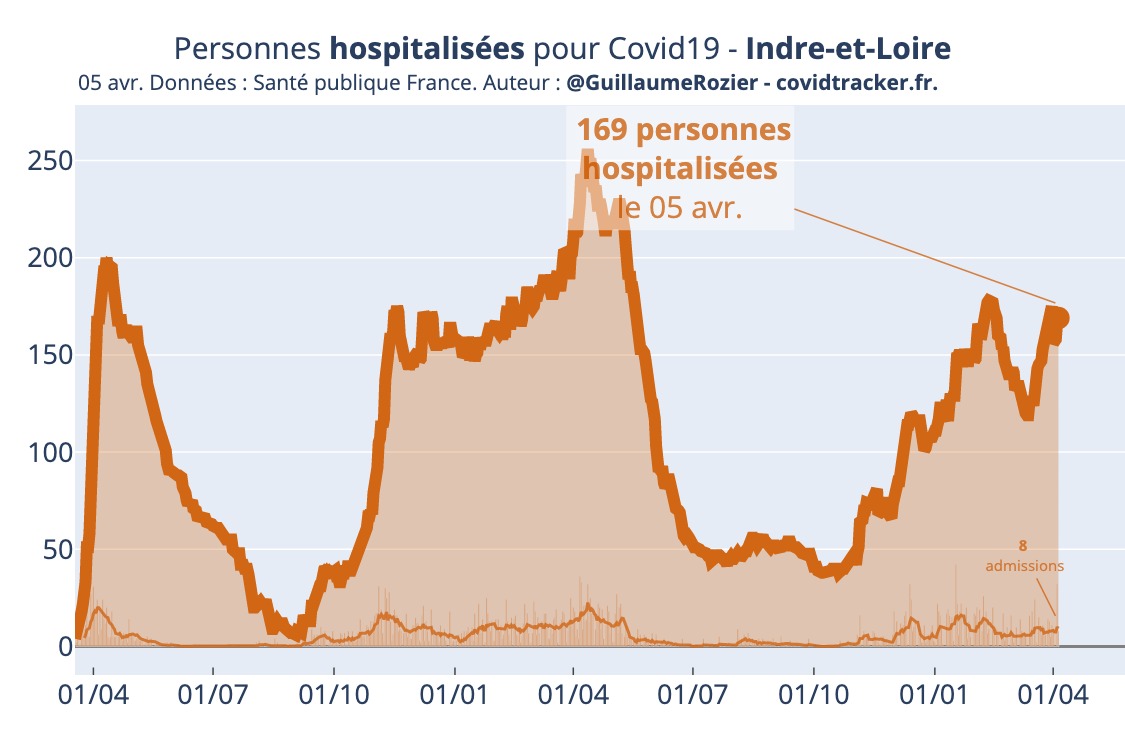 Personnes hospitalisées pour Covid19 - Indre-et-Loire
05 avr. Données : Santé publique France. Auteur : @GuillaumeRozier - covidtracker.fr.
169 personnes
hospitalisées
le 05 avr.
250
200
150
100
50
0
8
admissions
01/04
01/07
01/10
01/01
01/04
01/07
01/10
01/01
01/04